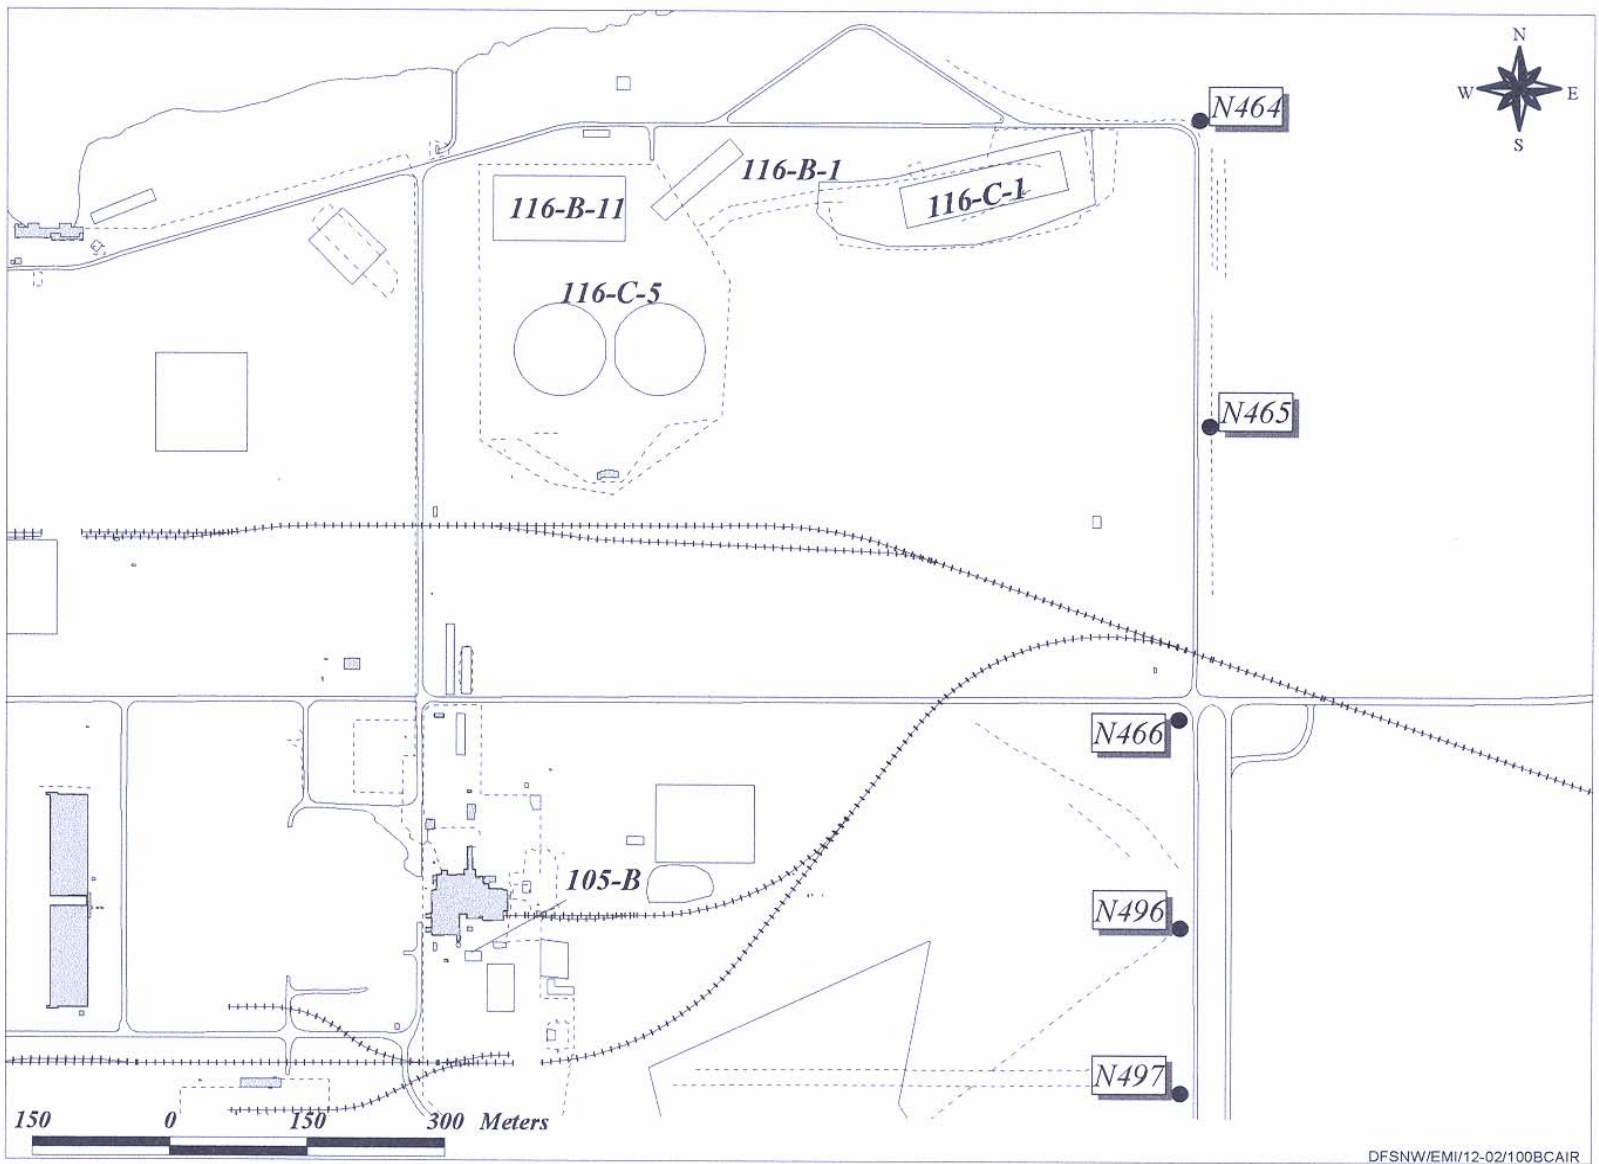 N
W E
S
N464
116-B-1
116-B-11
116-C-1
116-C-5
N465
N466
105-B
N496
N497
150 0 150 300 Meters
DFSNW/EMI/12-02/100BCAIR